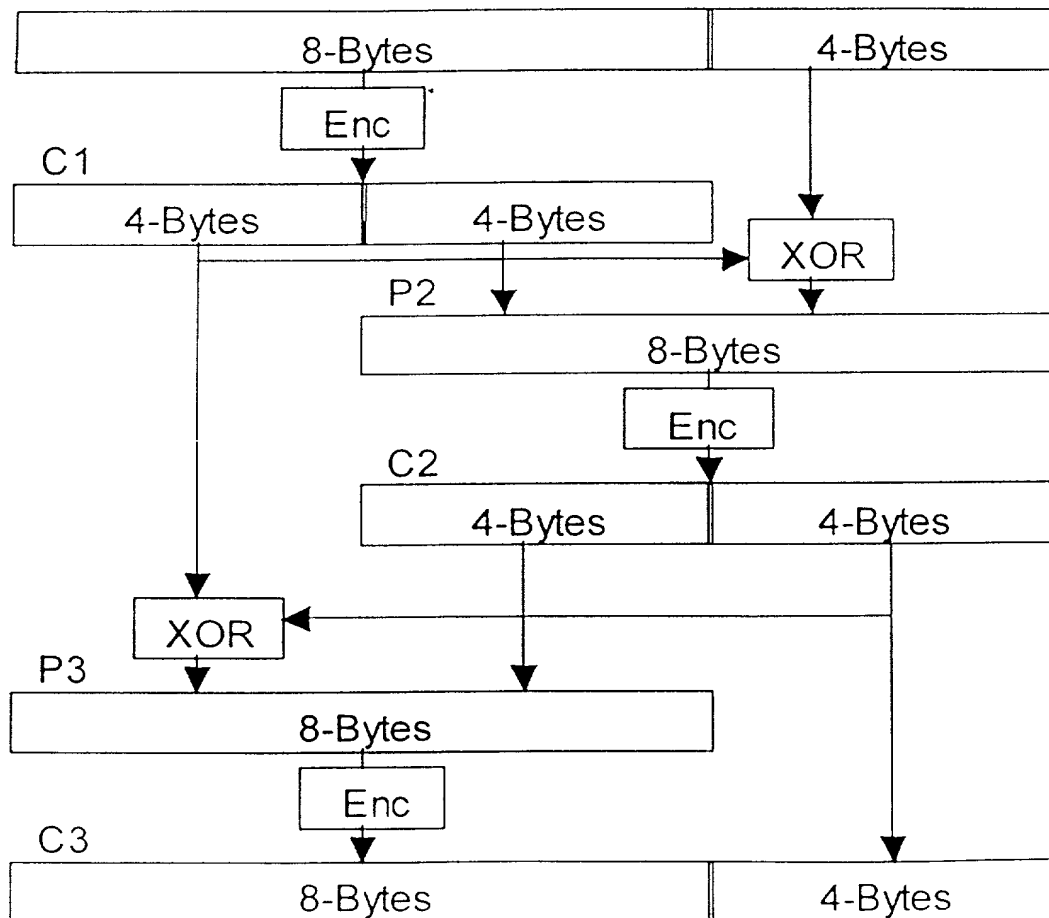 8-Bytes 4-Bytes
Enc
C1
4-Bytes 4-Bytes
XOR
P2
8-Bytes
Enc
C2
4-Bytes 4-Bytes
XOR
P3
8-Bytes
Enc
C3
8-Bytes 4-Bytes